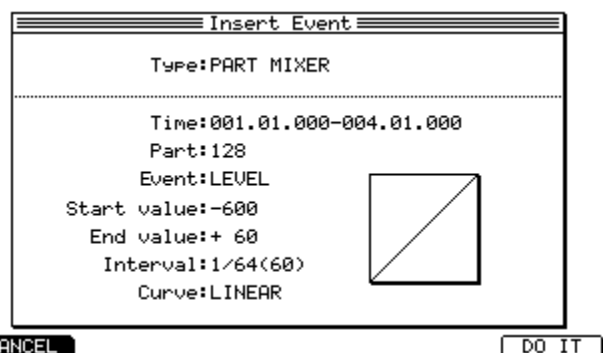 Insert Event
Type:PART MIXER
Time:001.01.000-004.01.000
Part:128
Event:LEVEL
Start value:-600
End value:+ 60
Interval:1/64(60)
Curve:LINEAR
ANCEL DO IT